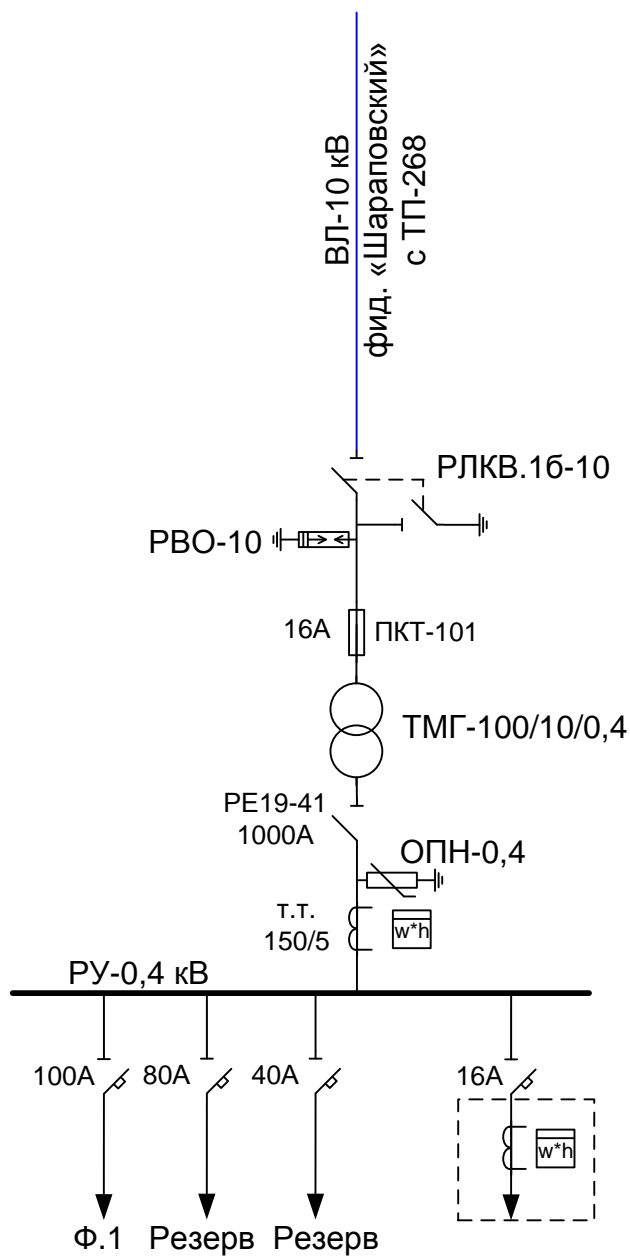 ВЛ-10 кВ
фид. «Шараповский»
с ТП-268
РЛКВ.1б-10
РВО-10
16А
ПКТ-101
ТМГ-100/10/0,4
РЕ19-41
1000А
ОПН-0,4
т.т.
150/5
w*h
РУ-0,4 кВ
100А
80А
40А
16А
w*h
Ф.1
Резерв
Резерв